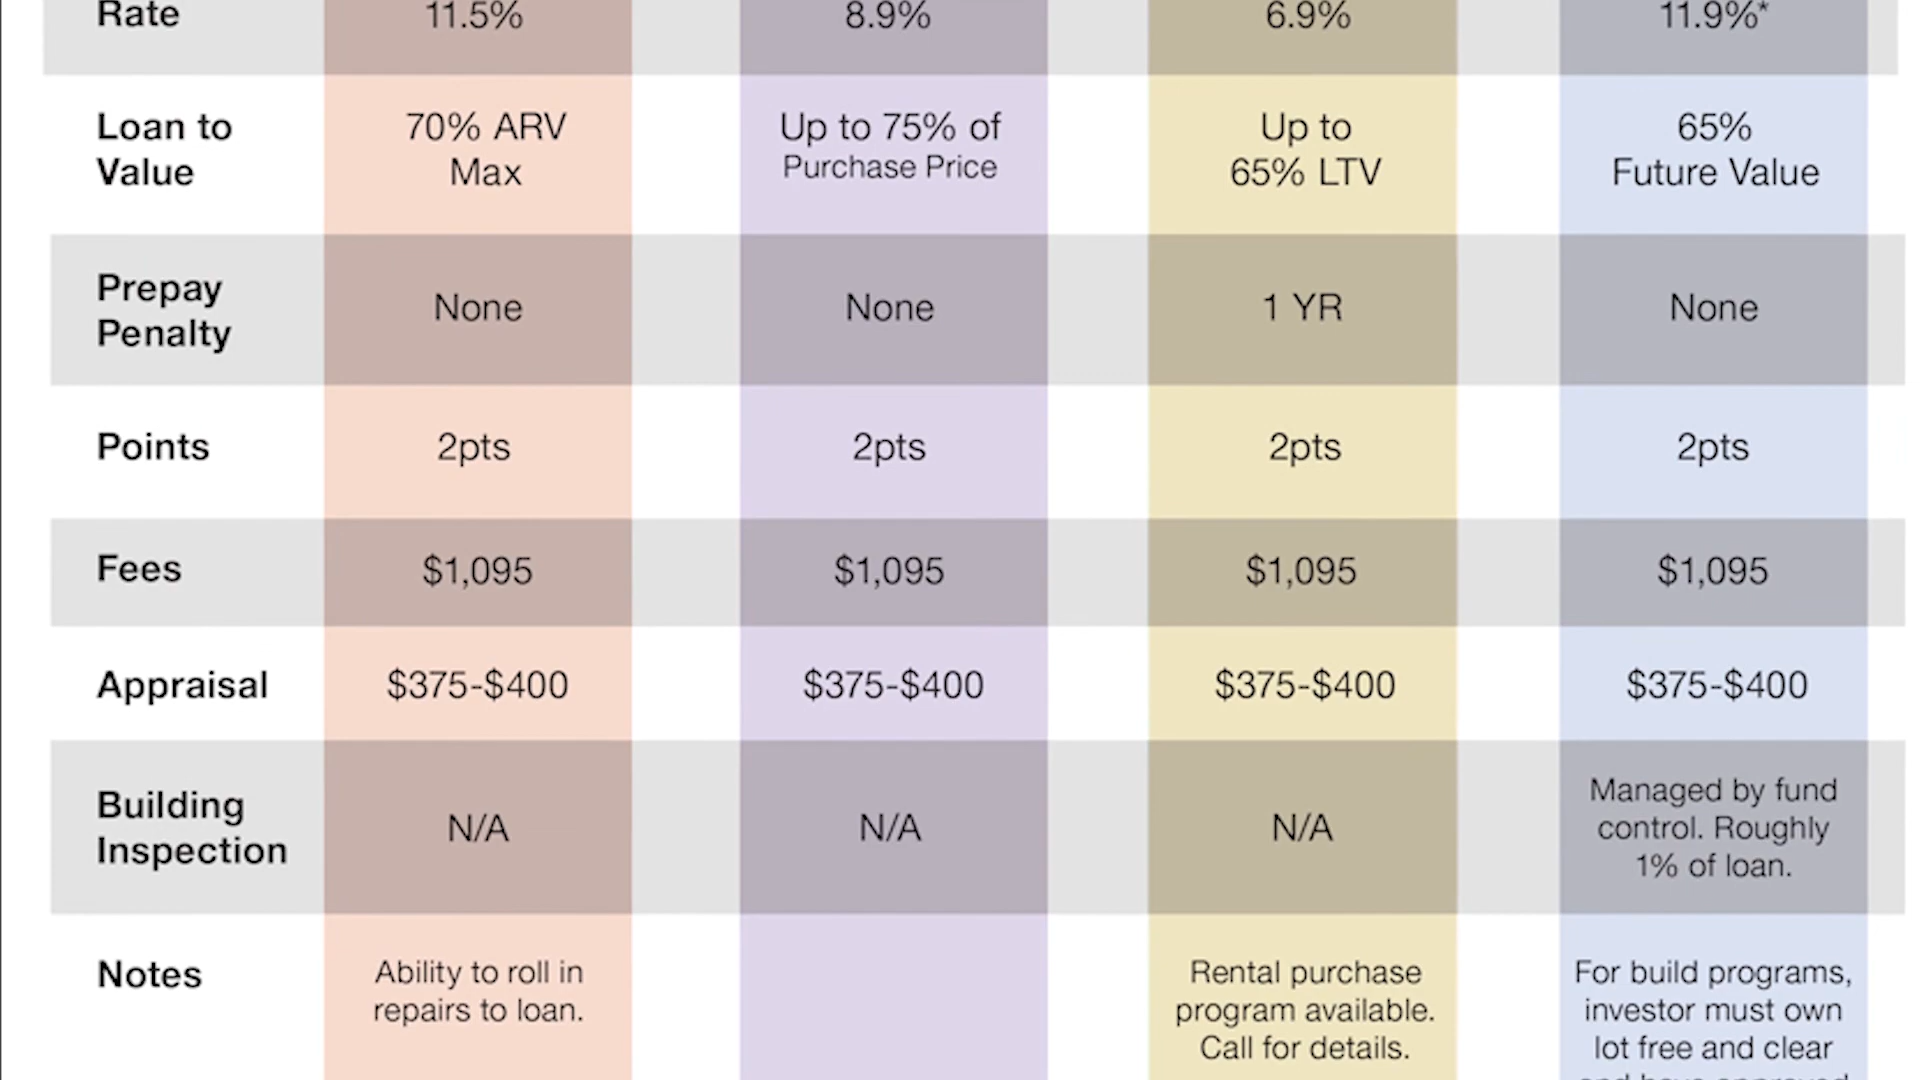 Rate 11.5% 8.9% 6.9% 11.9%*
Loan to 70% ARV Up to 75% of Up to 65%
Value Max Purchase Price 65% LTV Future Value
Prepay
Penalty None None 1 YR None
Points 2pts 2pts 2pts 2pts
Fees $1,095 $1,095 $1,095 $1,095
Appraisal $375-$400 $375-$400 $375-$400 $375-$400
Building
Inspection
N/A N/A N/A
Managed by fund
control. Roughly
1% of loan.
Notes
Ability to roll in
repairs to loan.
Rental purchase
program available.
Call for details.
For build programs,
investor must own
lot free and clear